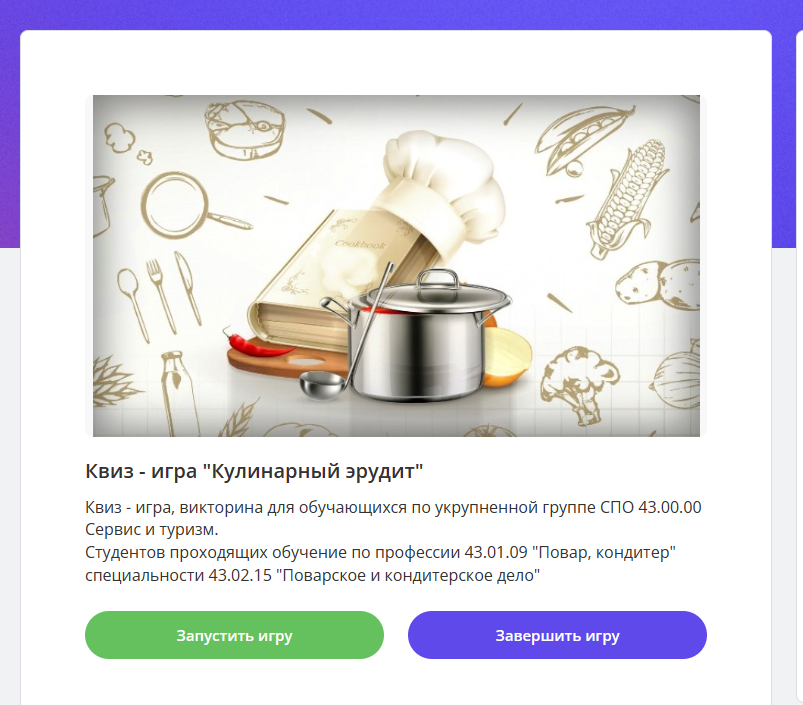 Cookbook
Квиз - игра "Кулинарный эрудит"
Квиз - игра, викторина для обучающихся по укрупненной группе СПО 43.00.00
Сервис и туризм.
Студентов проходящих обучение по профессии 43.01.09 "Повар, кондитер"
специальности 43.02.15 "Поварское и кондитерское дело"
Запустить игру
Завершить игру